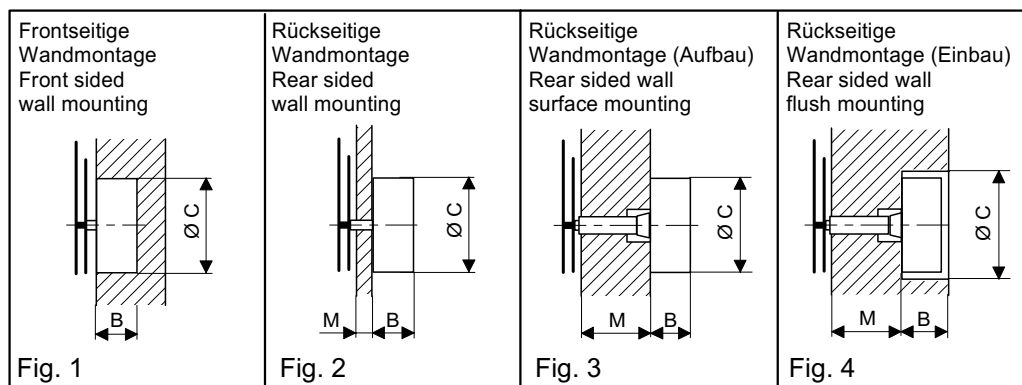 Frontseitige
Wandmontage
Front sided
wall mounting
Ø C
B
Fig. 1
Rückseitige
Wandmontage
Rear sided
wall mounting
Ø C
M
B
Fig. 2
Rückseitige
Wandmontage (Aufbau)
Rear sided wall
surface mounting
Ø C
M
B
Fig. 3
Rückseitige
Wandmontage (Einbau)
Rear sided wall
flush mounting
Ø C
M
B
Fig. 4